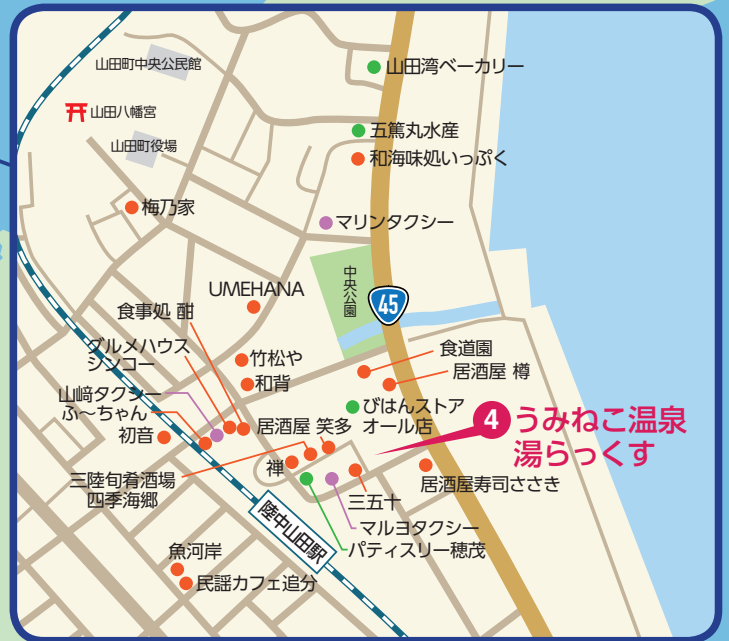 山田町中央公民館
山田湾ベーカリー
山田八幡宮
五篤丸水産
山田町役場
和海味処いっぷく
梅乃家
マリンタクシー
中央公園
UMEHANA
45
食事処 酣
グルメハウス
シンコー
竹松や
食道園
和背
居酒屋 樽
山﨑タクシー
ふ〜ちゃん
びはんストア
オール店
初音
居酒屋 笑多
4 うみねこ温泉
湯らっくす
禅
三陸旬肴酒場
四季海郷
居酒屋寿司ささき
三五十
マルヨタクシー
パティスリー穂茂
陸中山田駅
魚河岸
民謡カフェ追分